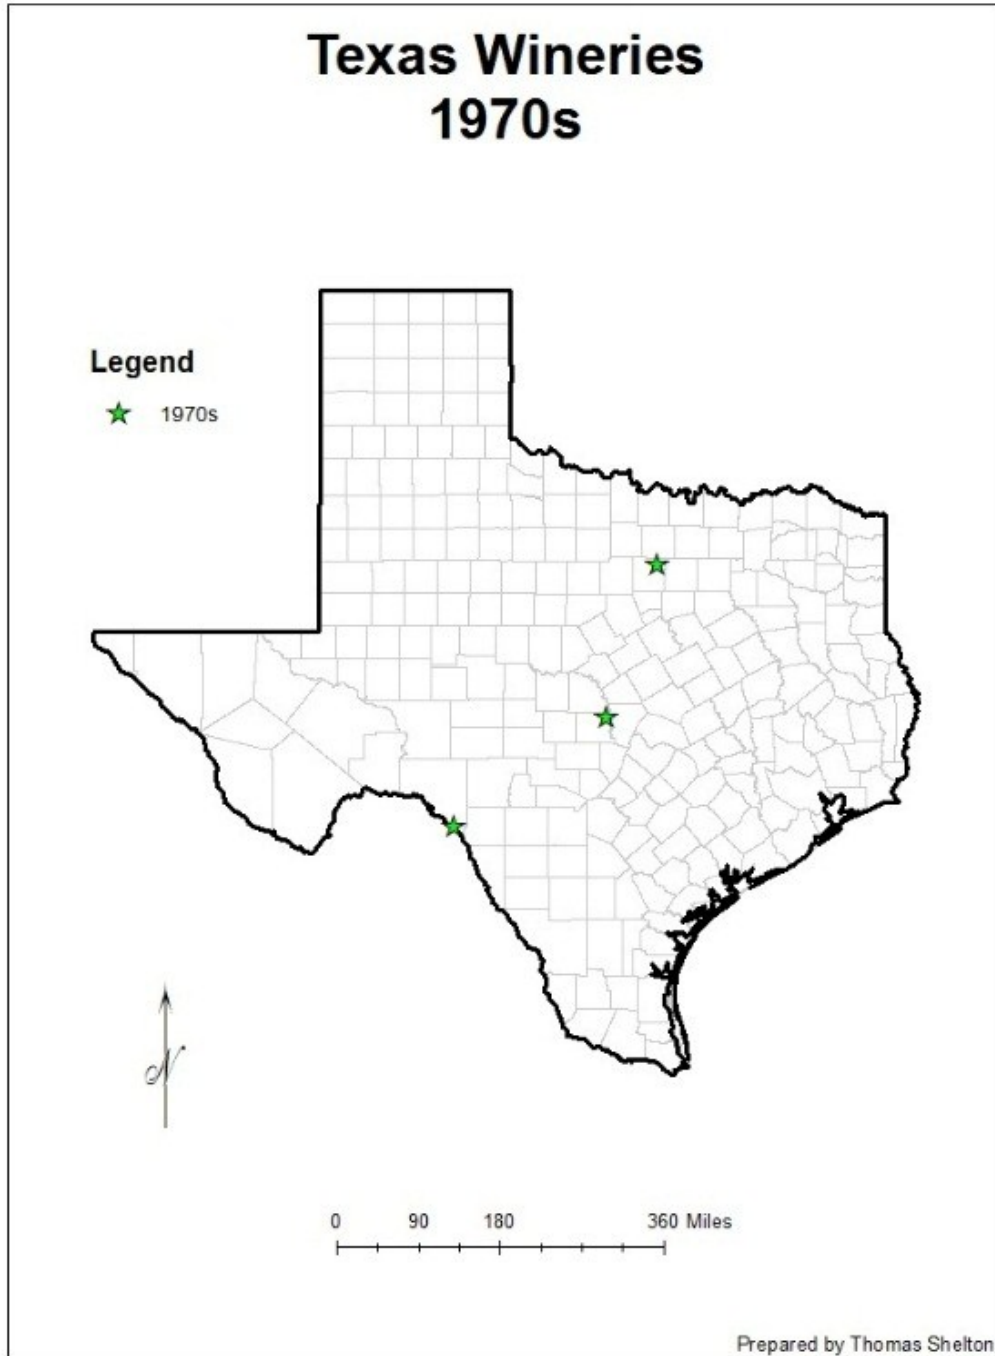 Texas Wineries
1970s
Legend
1970s
N
0 90 180 360 Miles
Prepared by Thomas Shelton